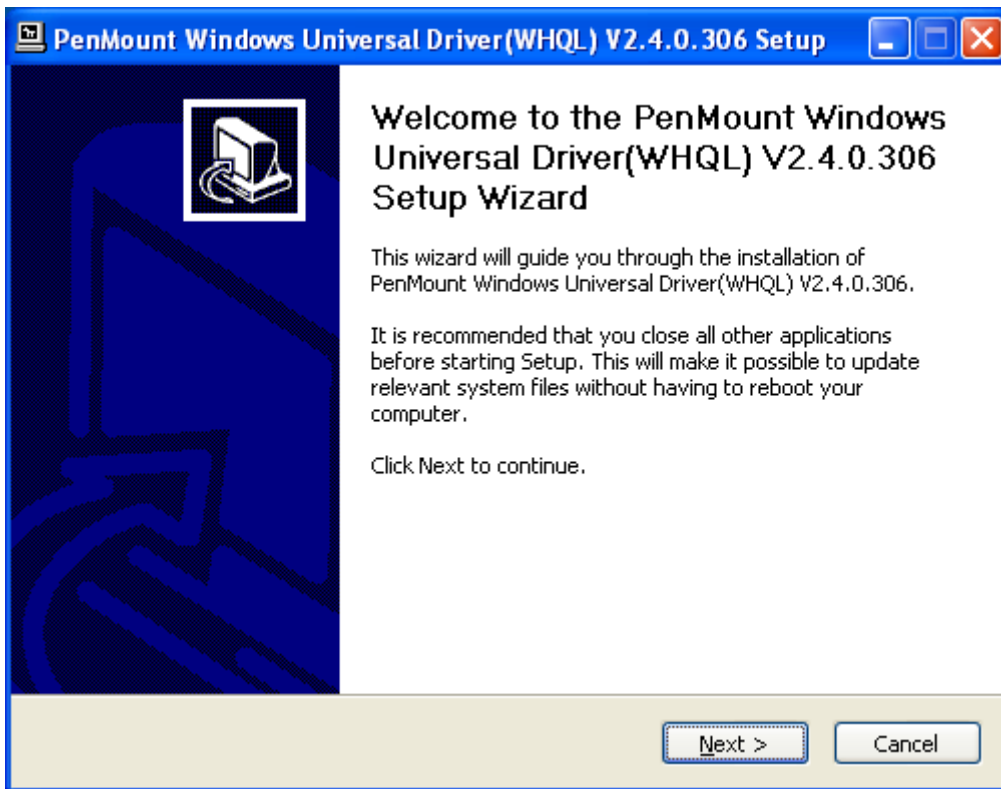 PenMount Windows Universal Driver(WHQL) V2.4.0.306 Setup
Welcome to the PenMount Windows
Universal Driver(WHQL) V2.4.0.306
Setup Wizard
This wizard will guide you through the installation of
PenMount Windows Universal Driver(WHQL) V2.4.0.306.
It is recommended that you close all other applications
before starting Setup. This will make it possible to update
relevant system files without having to reboot your
computer.
Click Next to continue.
Next >
Cancel